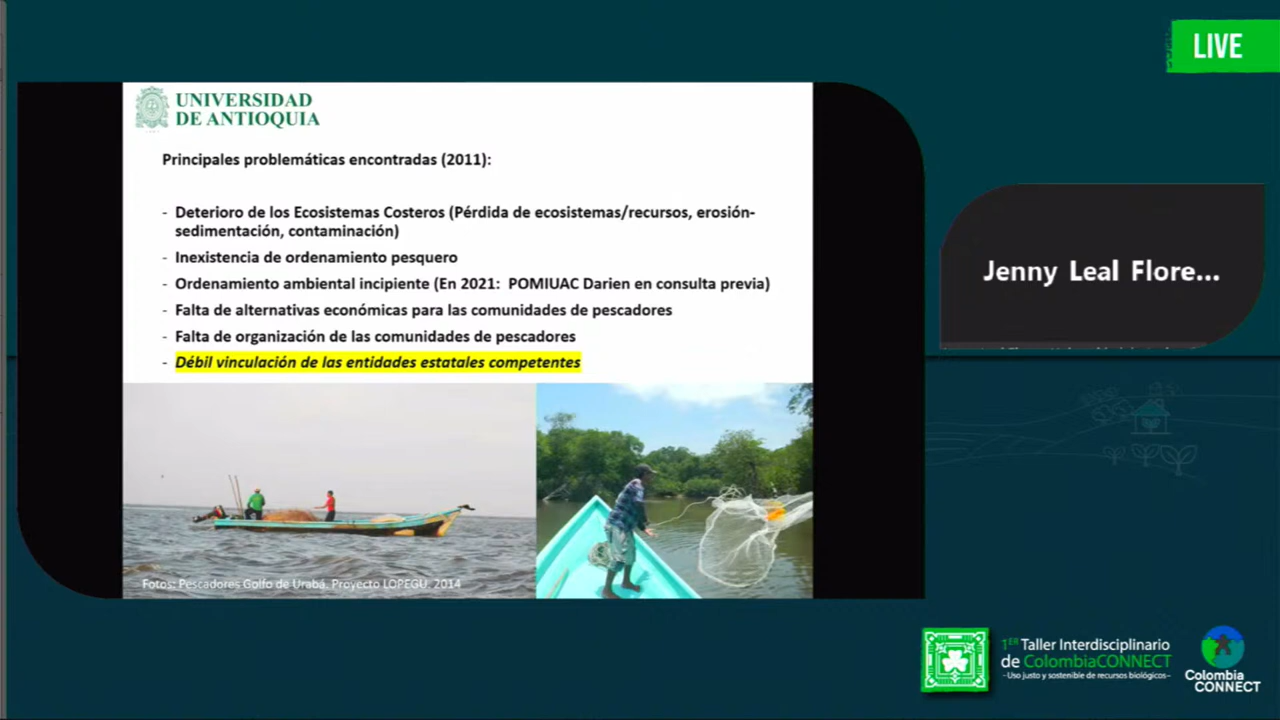 LIVE
UNIVERSIDAD
DE ANTIOQUIA
Principales problemáticas encontradas (2011):
- Deterioro de los Ecosistemas Costeros (Pérdida de ecosistemas/recursos, erosión-
sedimentación, contaminación)
- Inexistencia de ordenamiento pesquero
- Ordenamiento ambiental incipiente (En 2021: POMIUAC Darien en consulta previa)
- Falta de alternativas económicas para las comunidades de pescadores
- Falta de organización de las comunidades de pescadores
- Débil vinculación de las entidades estatales competentes
Fotos: Pescadores Golfo de Urabá. Proyecto LOPEGU. 2014
Jenny Leal Flore...
1ER Taller Interdisciplinario
de ColombiaCONNECT
-Uso justo y sostenible de recursos biológicos-
Colombia
CONNECT